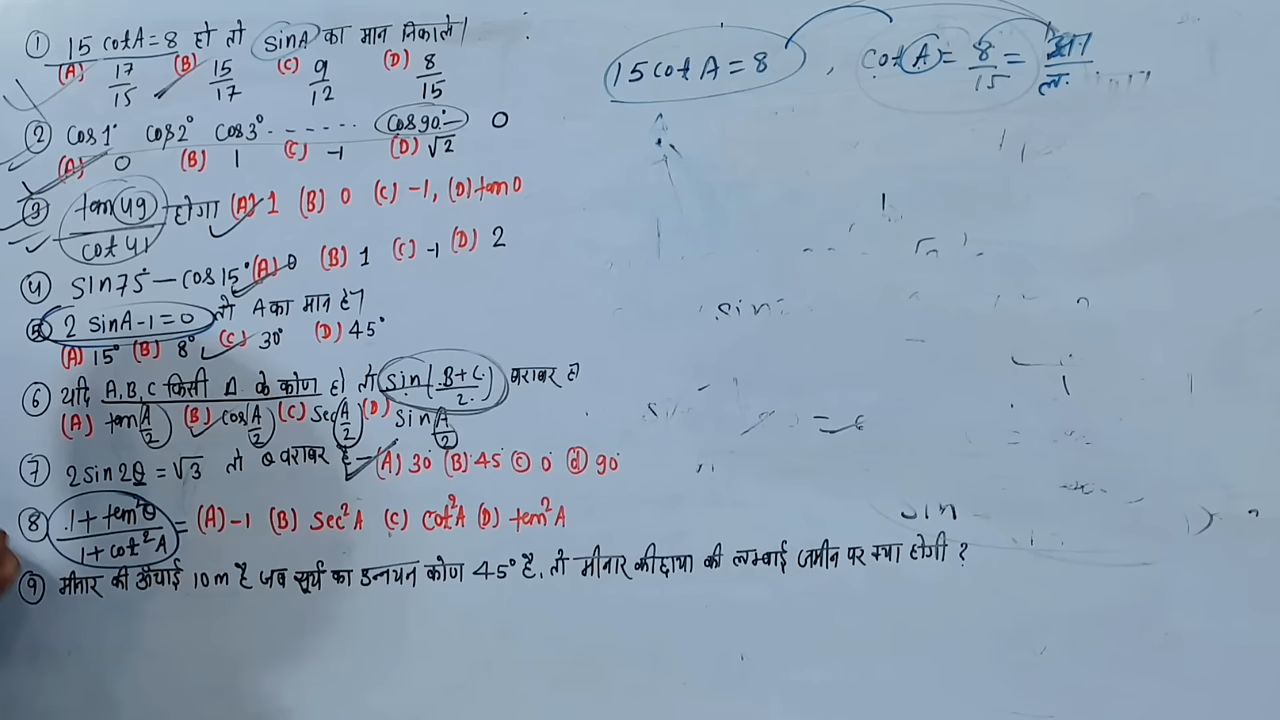 ① 15 cotA=8 हो तो sinA का मान निकाले।
(A) 17/15 (B) 15/17 (C) 9/12 (D) 8/15
② cos1° cos2° cos3° ------ cos90° - 0
(A) 0 (B) 1 (C) -1 (D) √2
③ tan49/cot41 होगा (A) 1 (B) 0 (C) -1, (D) tan0
④ Sin75° - cos15° (A) 0 (B) 1 (C) -1 (D) 2
⑤ 2 sinA-1=0 तो A का मान है?
(A) 15° (B) 8° (C) 30° (D) 45°
⑥ यदि A, B, C किसी Δ के कोण हो तो sin(B+C/2) बराबर हो
(A) tan A/2 (B) cos A/2 (C) Sec A/2 (D) sin A/2
⑦ 2sin2θ = √3 तो θ बराबर है - (A) 30° (B) 45° (C) 0° (d) 90°
⑧ 1+tan²θ/1+cot²A = (A) -1 (B) sec²A (C) cot²A (D) tan²A
⑨ मीनार की ऊँचाई 10m है जब सूर्य का उन्नयन कोण 45° है, तो मीनार की छाया की लम्बाई जमीन पर क्या होगी ?
15 cot A = 8 , cot A = 8/15 =
sin
sin